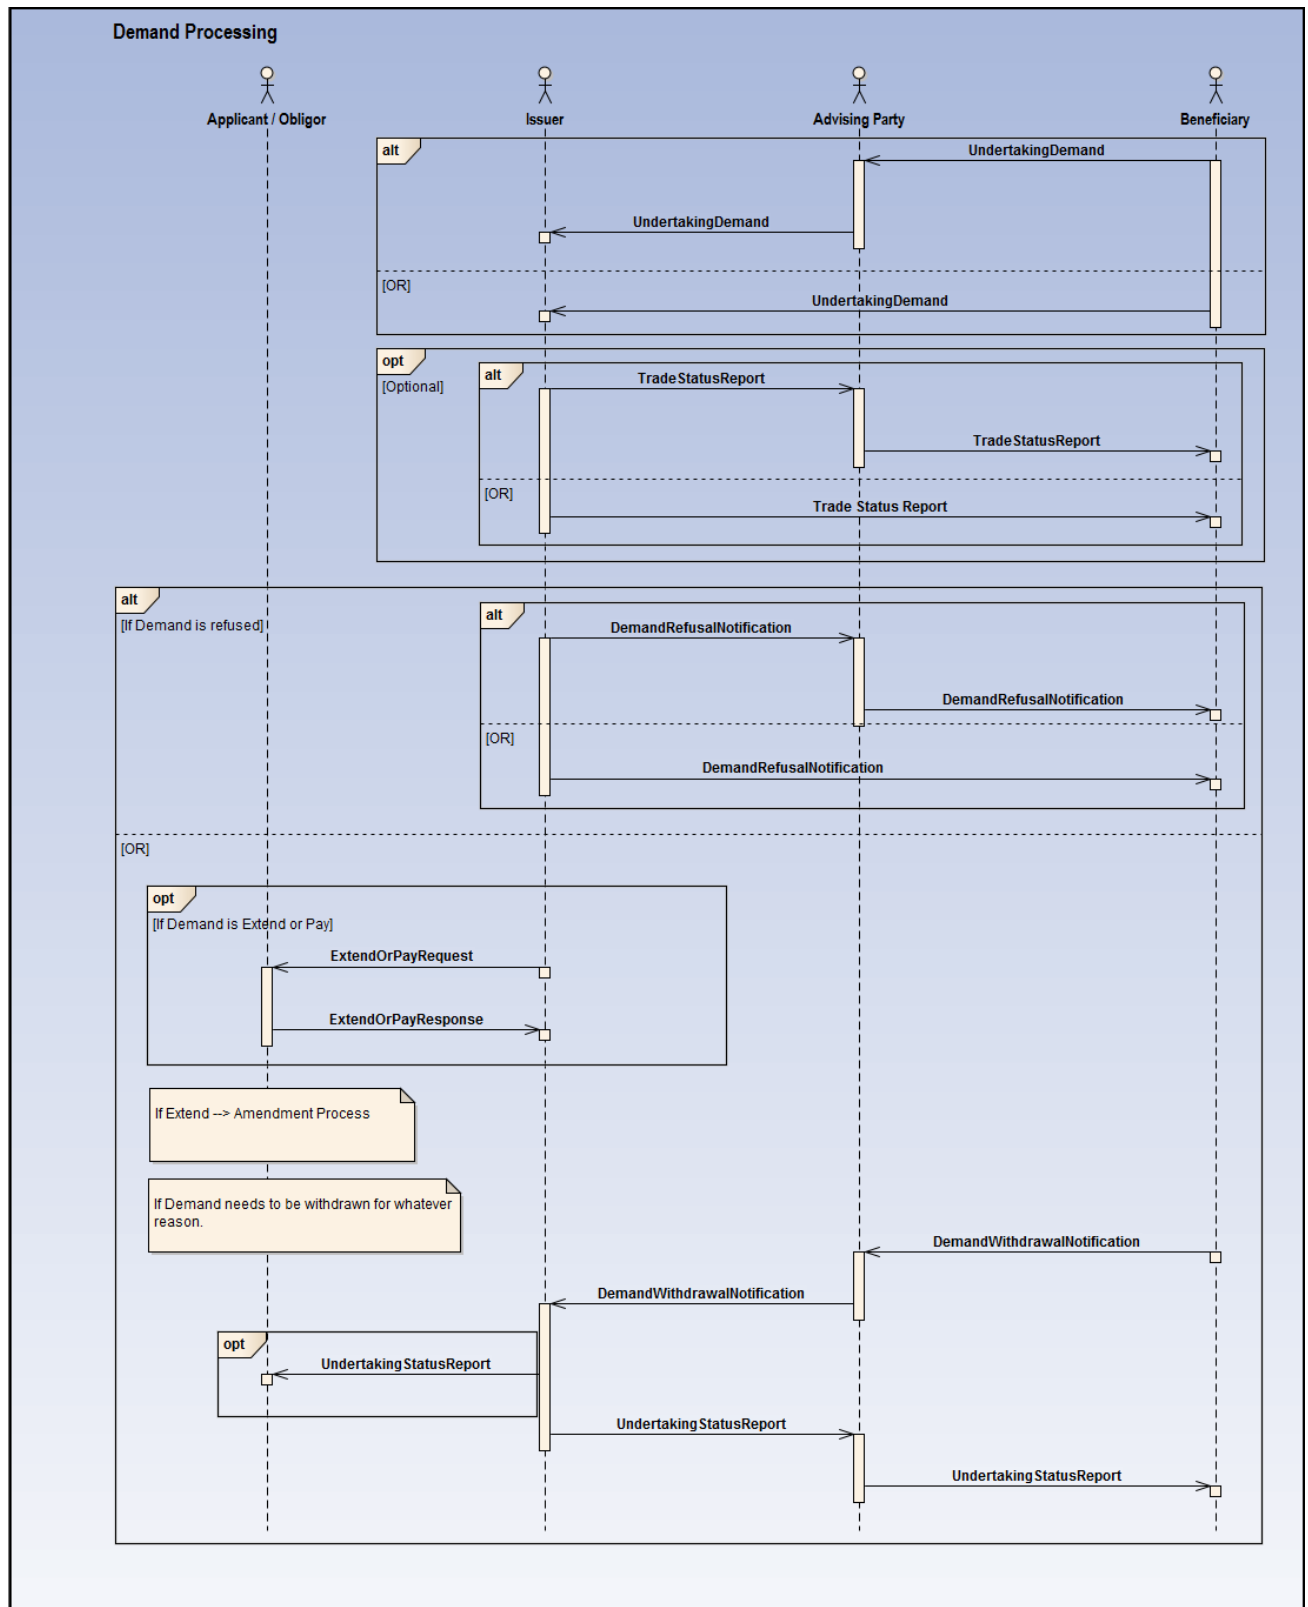 Demand Processing
Applicant / Obligor
Issuer
Advising Party
Beneficiary
alt
UndertakingDemand
UndertakingDemand
[OR]
UndertakingDemand
opt
[Optional]
alt
TradeStatusReport
TradeStatusReport
[OR]
Trade Status Report
alt
[If Demand is refused]
alt
DemandRefusalNotification
DemandRefusalNotification
[OR]
DemandRefusalNotification
[OR]
opt
[If Demand is Extend or Pay]
ExtendOrPayRequest
ExtendOrPayResponse
If Extend --> Amendment Process
If Demand needs to be withdrawn for whatever
reason.
DemandWithdrawalNotification
DemandWithdrawalNotification
opt
UndertakingStatusReport
UndertakingStatusReport
UndertakingStatusReport